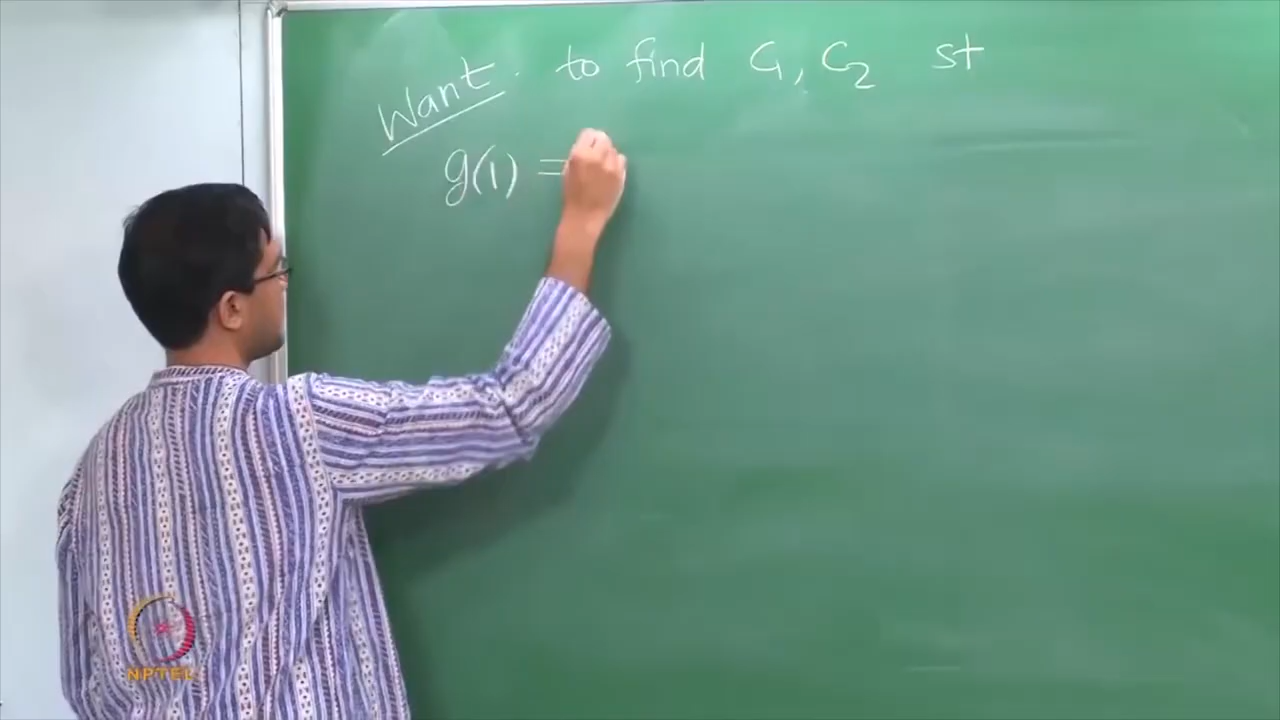 Want. to find C1, C2 st
g(1) =
NPTEL